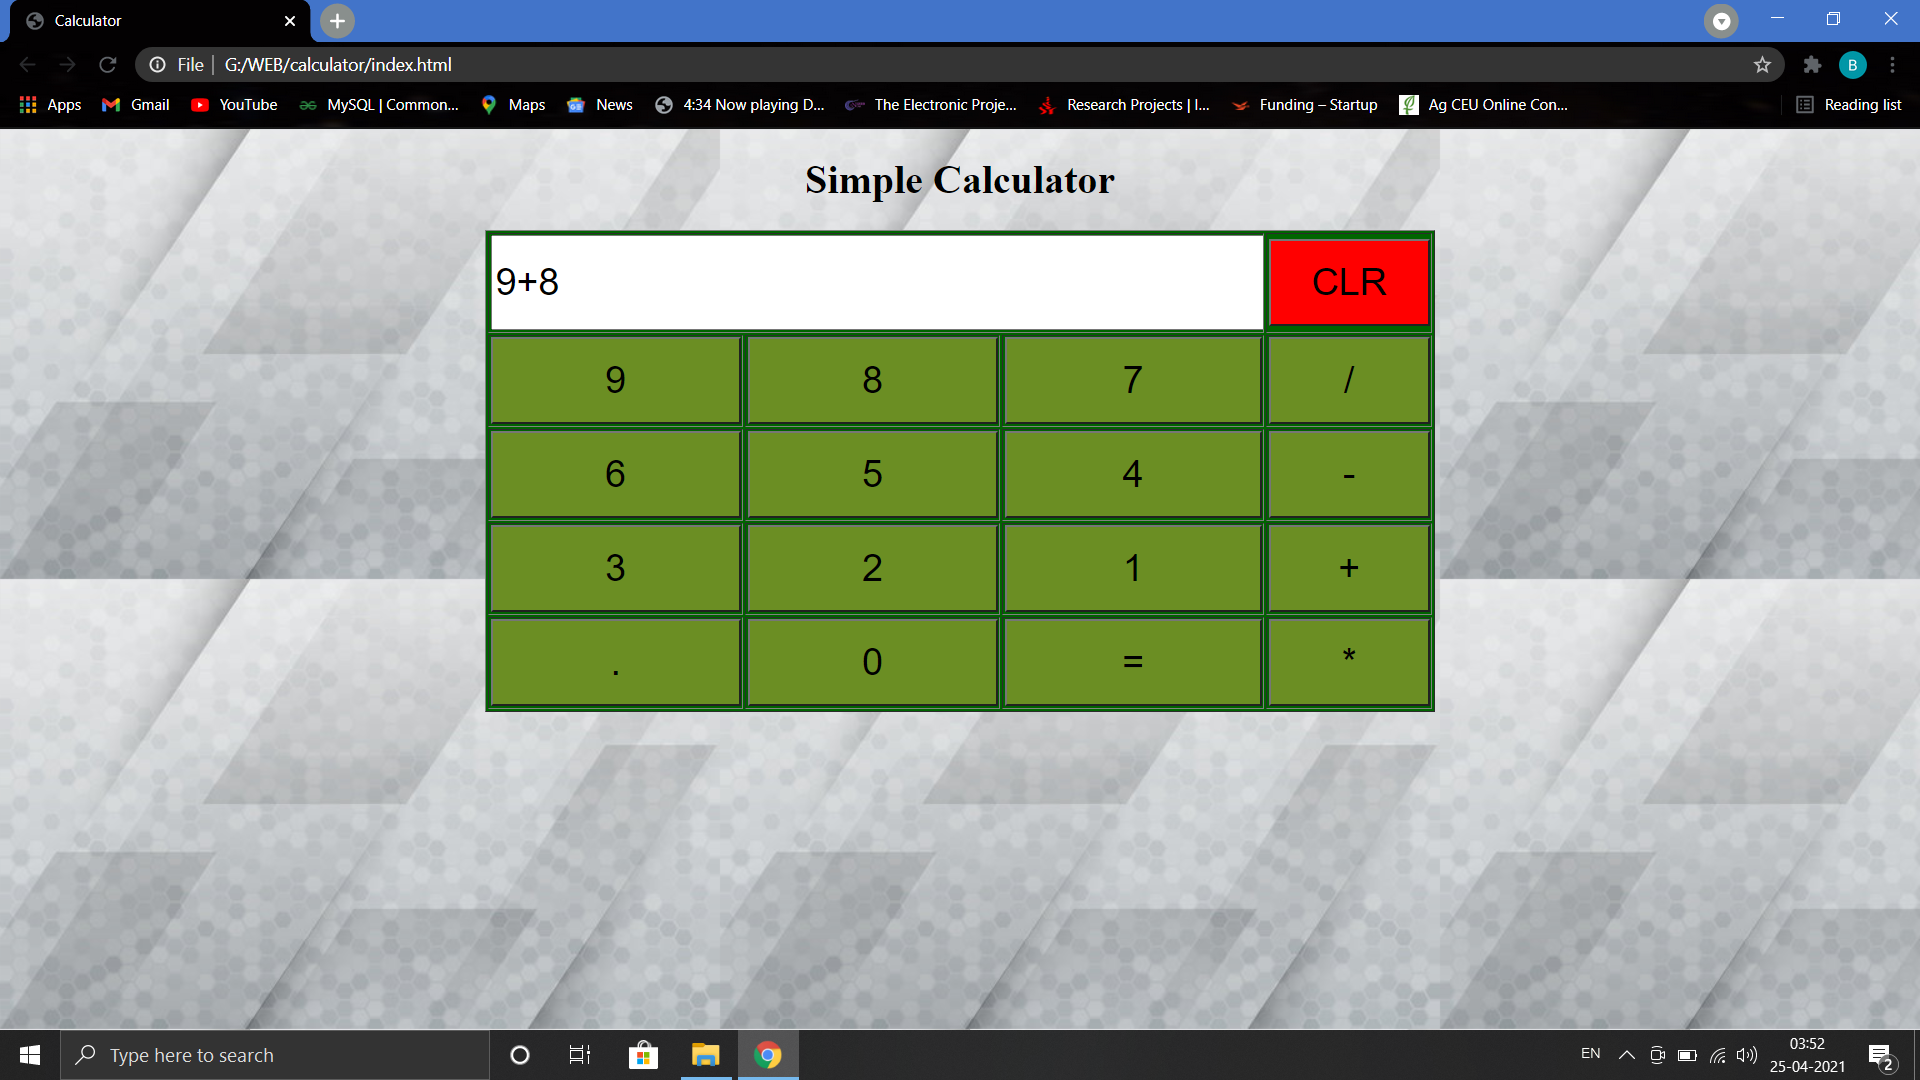 Calculator
File | G:/WEB/calculator/index.html
B
Apps Gmail YouTube MySQL | Common... Maps News 4:34 Now playing D... The Electronic Proje... Research Projects | I... Funding – Startup Ag CEU Online Con... Reading list
Simple Calculator
9+8 CLR
9 8 7 /
6 5 4 -
3 2 1 +
. 0 = *
Type here to search
EN
03:52
25-04-2021
2